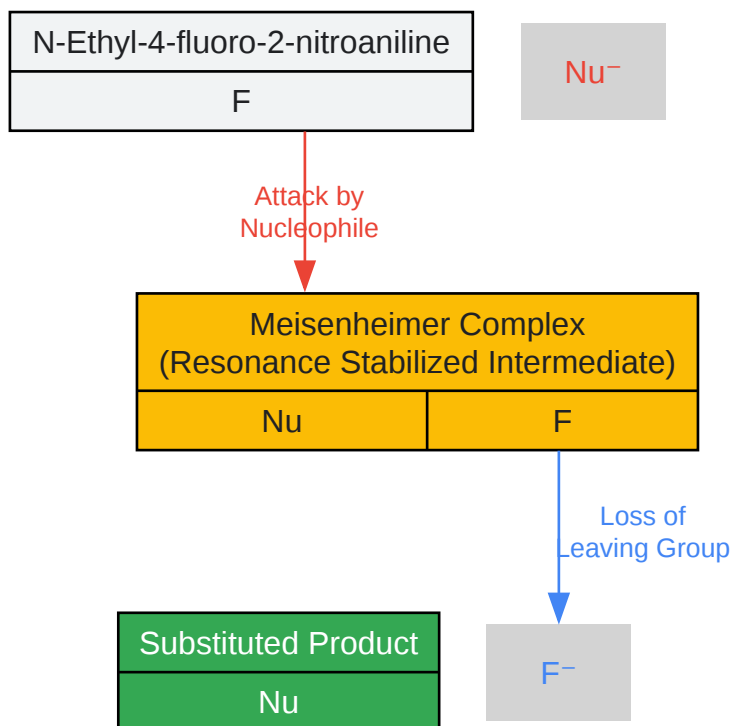 N-Ethyl-4-fluoro-2-nitroaniline
F
Nu⁻
Attack by
Nucleophile
Meisenheimer Complex
(Resonance Stabilized Intermediate)
Nu
F
Loss of
Leaving Group
Substituted Product
Nu
F⁻